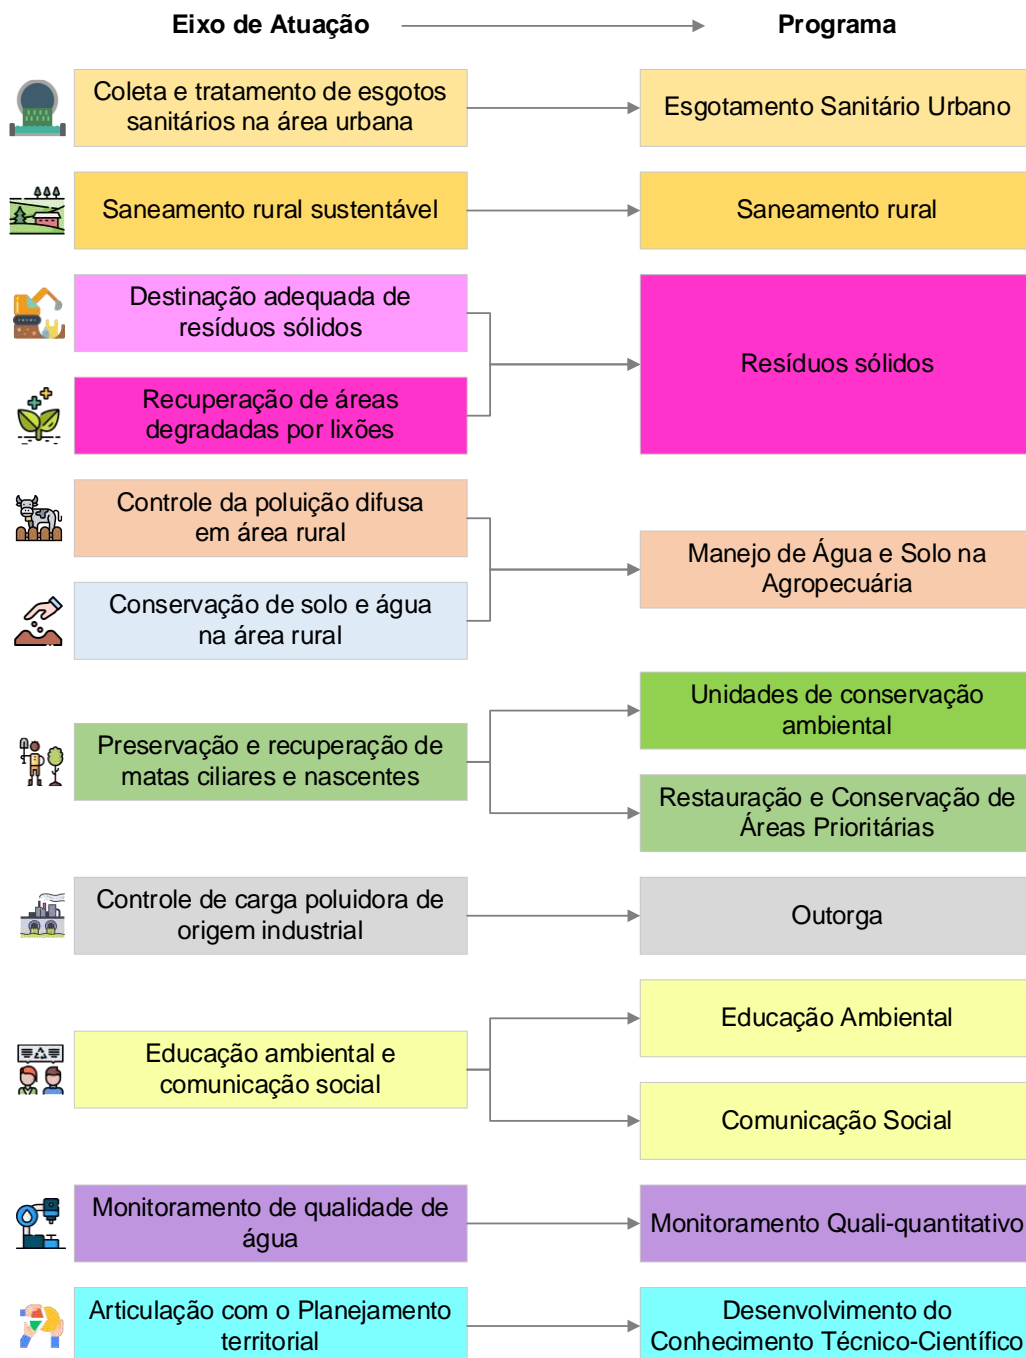 Eixo de Atuação
Programa
Coleta e tratamento de esgotos
sanitários na área urbana
Esgotamento Sanitário Urbano
Saneamento rural sustentável
Saneamento rural
Destinação adequada de
resíduos sólidos
Recuperação de áreas
degradadas por lixões
Resíduos sólidos
Controle da poluição difusa
em área rural
Conservação de solo e água
na área rural
Manejo de Água e Solo na
Agropecuária
Preservação e recuperação de
matas ciliares e nascentes
Unidades de conservação
ambiental
Restauração e Conservação de
Áreas Prioritárias
Controle de carga poluidora de
origem industrial
Outorga
Educação ambiental e
comunicação social
Educação Ambiental
Comunicação Social
Monitoramento de qualidade de
água
Monitoramento Quali-quantitativo
Articulação com o Planejamento
territorial
Desenvolvimento do
Conhecimento Técnico-Científico